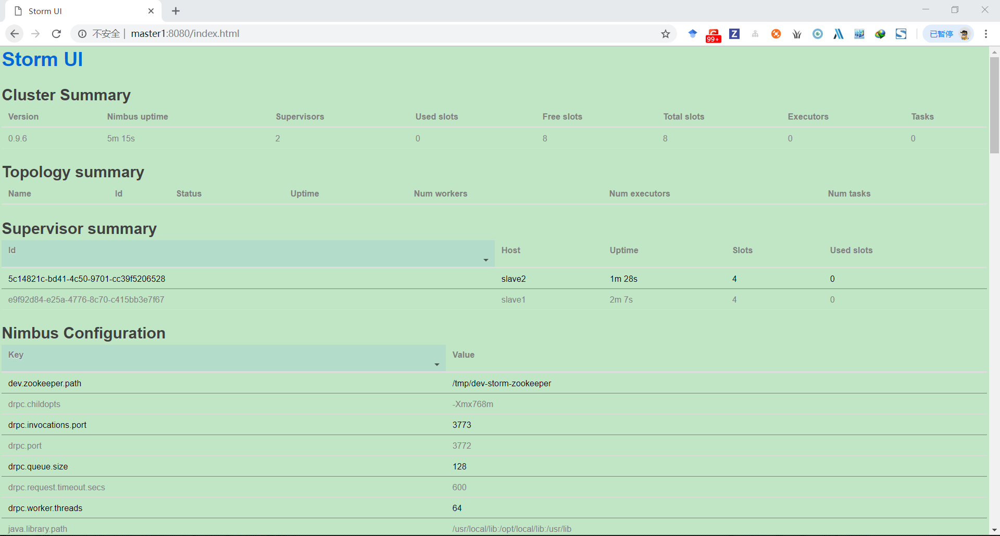 Storm UI
不安全 | master1:8080/index.html
99+
Z
S
已暂停
Storm UI
Cluster Summary
Version Nimbus uptime Supervisors Used slots Free slots Total slots Executors Tasks
0.9.6 5m 15s 2 0 8 8 0 0
Topology summary
Name Id Status Uptime Num workers Num executors Num tasks
Supervisor summary
Id Host Uptime Slots Used slots
5c14821c-bd41-4c50-9701-cc39f5206528 slave2 1m 28s 4 0
e9f92d84-e25a-4776-8c70-c415bb3e7f67 slave1 2m 7s 4 0
Nimbus Configuration
Key Value
dev.zookeeper.path /tmp/dev-storm-zookeeper
drpc.childopts -Xmx768m
drpc.invocations.port 3773
drpc.port 3772
drpc.queue.size 128
drpc.request.timeout.secs 600
drpc.worker.threads 64
java.library.path /usr/local/lib:/opt/local/lib:/usr/lib